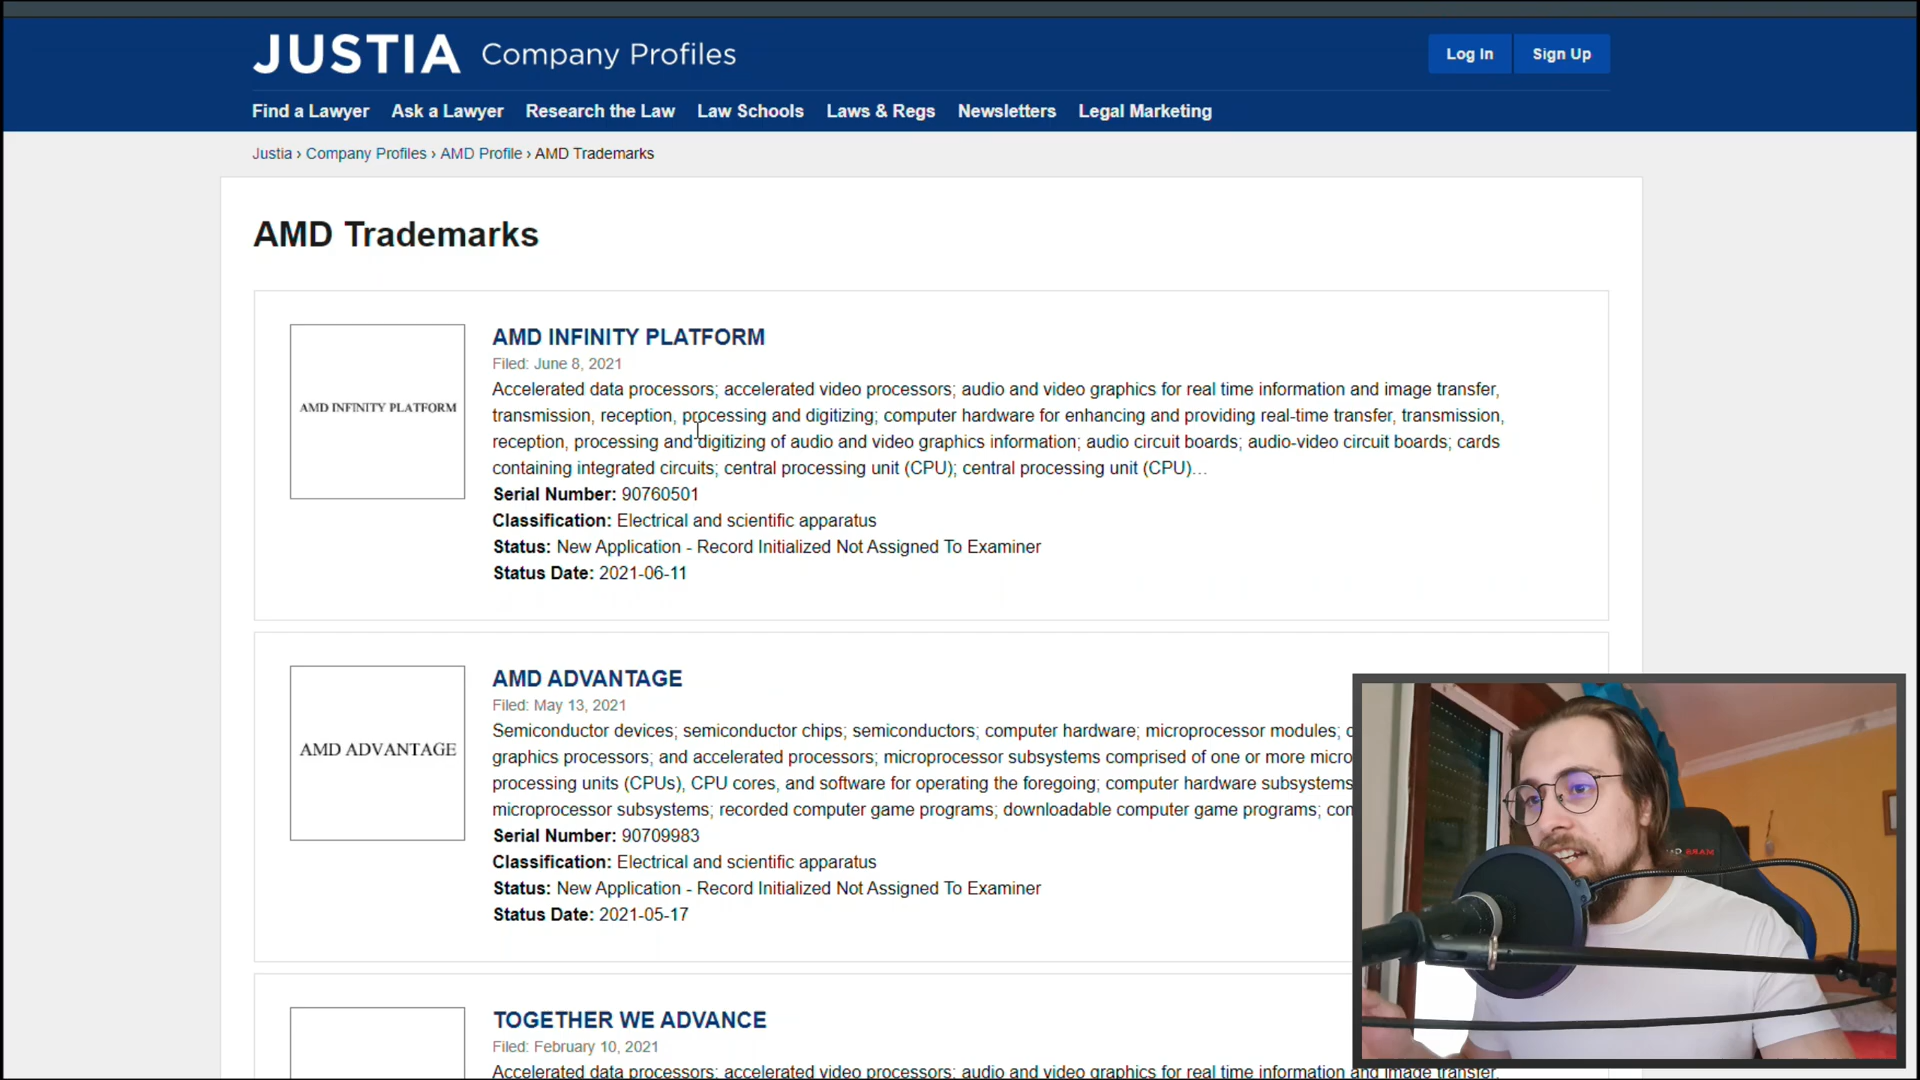 JUSTIA Company Profiles
Log In
Sign Up
Find a Lawyer Ask a Lawyer Research the Law Law Schools Laws & Regs Newsletters Legal Marketing
Justia › Company Profiles › AMD Profile › AMD Trademarks
AMD Trademarks
AMD INFINITY PLATFORM
AMD INFINITY PLATFORM
Filed: June 8, 2021
Accelerated data processors; accelerated video processors; audio and video graphics for real time information and image transfer,
transmission, reception, processing and digitizing; computer hardware for enhancing and providing real-time transfer, transmission,
reception, processing and digitizing of audio and video graphics information; audio circuit boards; audio-video circuit boards; cards
containing integrated circuits; central processing unit (CPU); central processing unit (CPU)…
Serial Number: 90760501
Classification: Electrical and scientific apparatus
Status: New Application - Record Initialized Not Assigned To Examiner
Status Date: 2021-06-11
AMD ADVANTAGE
AMD ADVANTAGE
Filed: May 13, 2021
Semiconductor devices; semiconductor chips; semiconductors; computer hardware; microprocessor modules;
graphics processors; and accelerated processors; microprocessor subsystems comprised of one or more micro
processing units (CPUs), CPU cores, and software for operating the foregoing; computer hardware subsystems
microprocessor subsystems; recorded computer game programs; downloadable computer game programs;
Serial Number: 90709983
Classification: Electrical and scientific apparatus
Status: New Application - Record Initialized Not Assigned To Examiner
Status Date: 2021-05-17
TOGETHER WE ADVANCE
Filed: February 10, 2021
Accelerated data processors; accelerated video processors; audio and video graphics for real time information and image transfer,